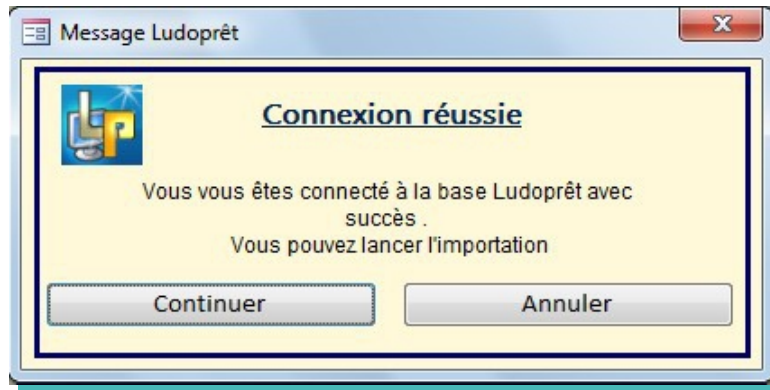 Message Ludoprêt
Connexion réussie
Vous vous êtes connecté à la base Ludoprêt avec
succès .
Vous pouvez lancer l'importation
Continuer Annuler